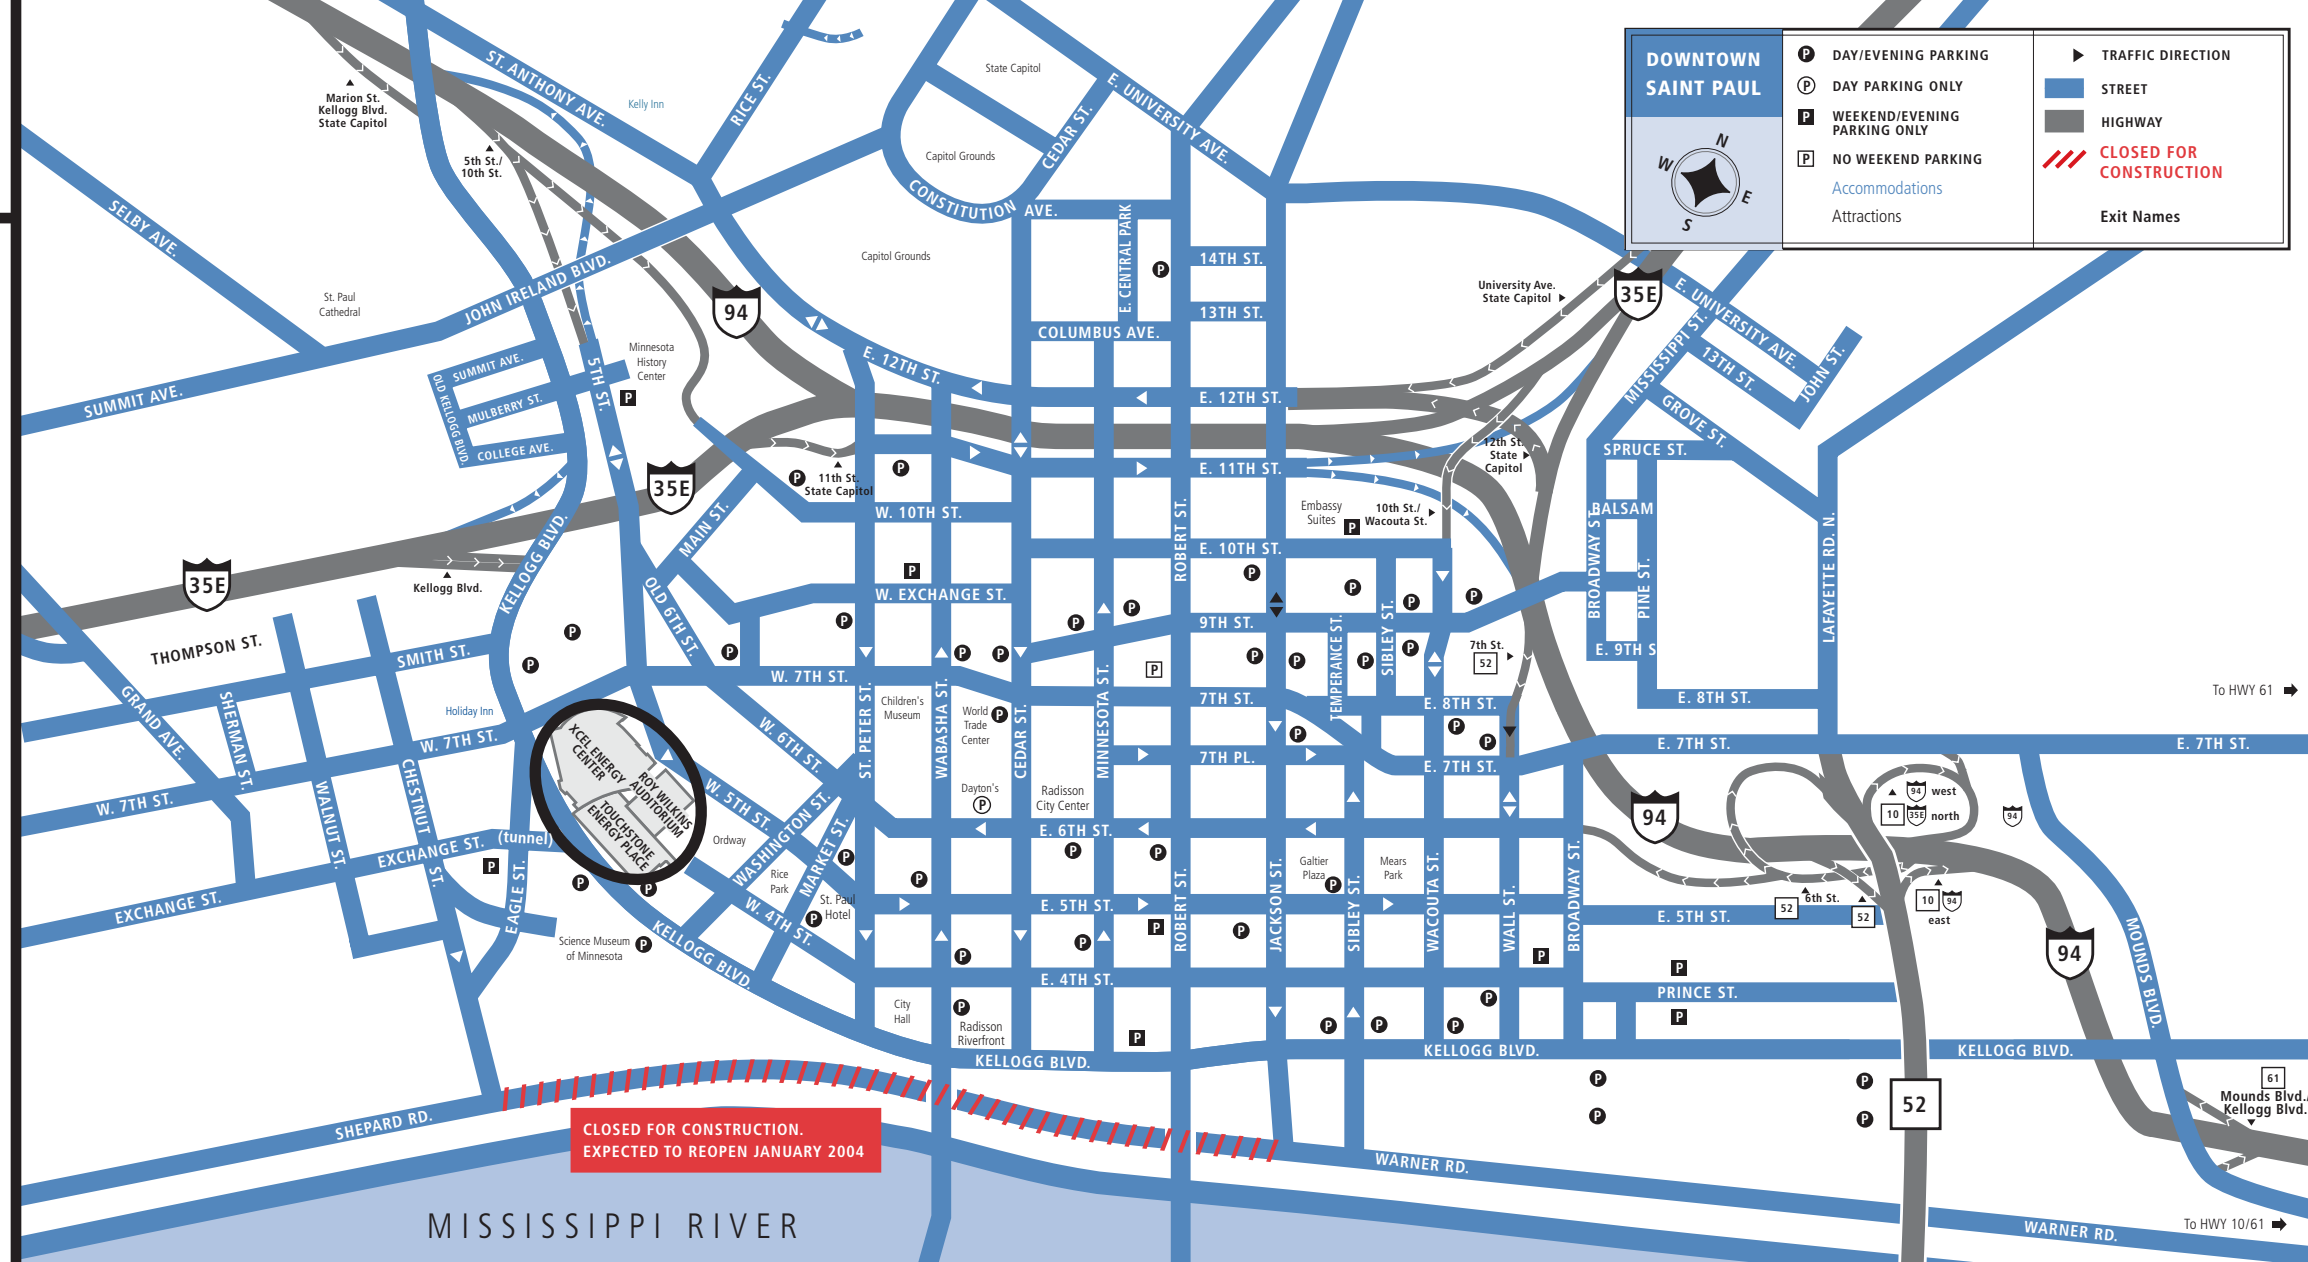 DOWNTOWN
SAINT PAUL
N
W
E
S
DAY/EVENING PARKING
DAY PARKING ONLY
WEEKEND/EVENING
PARKING ONLY
NO WEEKEND PARKING
Accommodations
Attractions
TRAFFIC DIRECTION
STREET
HIGHWAY
CLOSED FOR
CONSTRUCTION
Exit Names
ST. ANTHONY AVE.
Kelly Inn
RICE ST.
State Capitol
E. UNIVERSITY AVE.
CEDAR ST.
Capitol Grounds
CONSTITUTION AVE.
Marion St.
Kellogg Blvd.
State Capitol
5th St./
10th St.
SELBY AVE.
JOHN IRELAND BLVD.
St. Paul
Cathedral
Capitol Grounds
E. CENTRAL PARK
14TH ST.
13TH ST.
COLUMBUS AVE.
University Ave.
State Capitol
35E
E. UNIVERSITY AVE.
MISSISSIPPI ST.
13TH ST.
JOHN ST.
GROVE ST.
94
SUMMIT AVE.
SUMMIT AVE.
MULBERRY ST.
COLLEGE AVE.
OLD KELLOGG BLVD.
5TH ST.
Minnesota
History
Center
E. 12TH ST.
E. 12TH ST.
E. 11TH ST.
12th St.
State
Capitol
SPRUCE ST.
BALSAM
BROADWAY ST.
PINE ST.
E. 9TH S
LAFAYETTE RD. N.
35E
11th St.
State Capitol
W. 10TH ST.
MAIN ST.
Embassy
Suites
10th St./
Wacouta St.
E. 10TH ST.
ROBERT ST.
35E
Kellogg Blvd.
KELLOGG BLVD.
OLD 6TH ST.
W. EXCHANGE ST.
9TH ST.
TEMPERANCE ST.
SIBLEY ST.
7th St.
52
THOMPSON ST.
SMITH ST.
GRAND AVE.
SHERMAN ST.
Holiday Inn
W. 7TH ST.
W. 7TH ST.
W. 7TH ST.
7TH ST.
E. 8TH ST.
E. 8TH ST.
To HWY 61
Children's
Museum
World
Trade
Center
ST. PETER ST.
WABASHA ST.
CEDAR ST.
MINNESOTA ST.
7TH PL.
E. 7TH ST.
E. 7TH ST.
E. 7TH ST.
XCEL ENERGY
CENTER
ROY WILKINS
AUDITORIUM
TOUCHSTONE
ENERGY PLACE
W. 6TH ST.
W. 5TH ST.
WASHINGTON ST.
MARKET ST.
W. 4TH ST.
Ordway
Rice
Park
St. Paul
Hotel
Dayton's
Radisson
City Center
E. 6TH ST.
WALNUT ST.
CHESTNUT ST.
EXCHANGE ST.
(tunnel)
EXCHANGE ST.
EAGLE ST.
Science Museum
of Minnesota
KELLOGG BLVD.
E. 5TH ST.
E. 4TH ST.
ROBERT ST.
JACKSON ST.
Galtier
Plaza
Mears
Park
SIBLEY ST.
WACOUTA ST.
WALL ST.
BROADWAY ST.
94
94 west
10 35E north
94
6th St.
52
52
10 94
east
E. 5TH ST.
PRINCE ST.
94
MOUNDS BLVD.
City
Hall
Radisson
Riverfront
KELLOGG BLVD.
KELLOGG BLVD.
KELLOGG BLVD.
52
61
Mounds Blvd./
Kellogg Blvd.
SHEPARD RD.
CLOSED FOR CONSTRUCTION.
EXPECTED TO REOPEN JANUARY 2004
WARNER RD.
WARNER RD.
To HWY 10/61
MISSISSIPPI RIVER